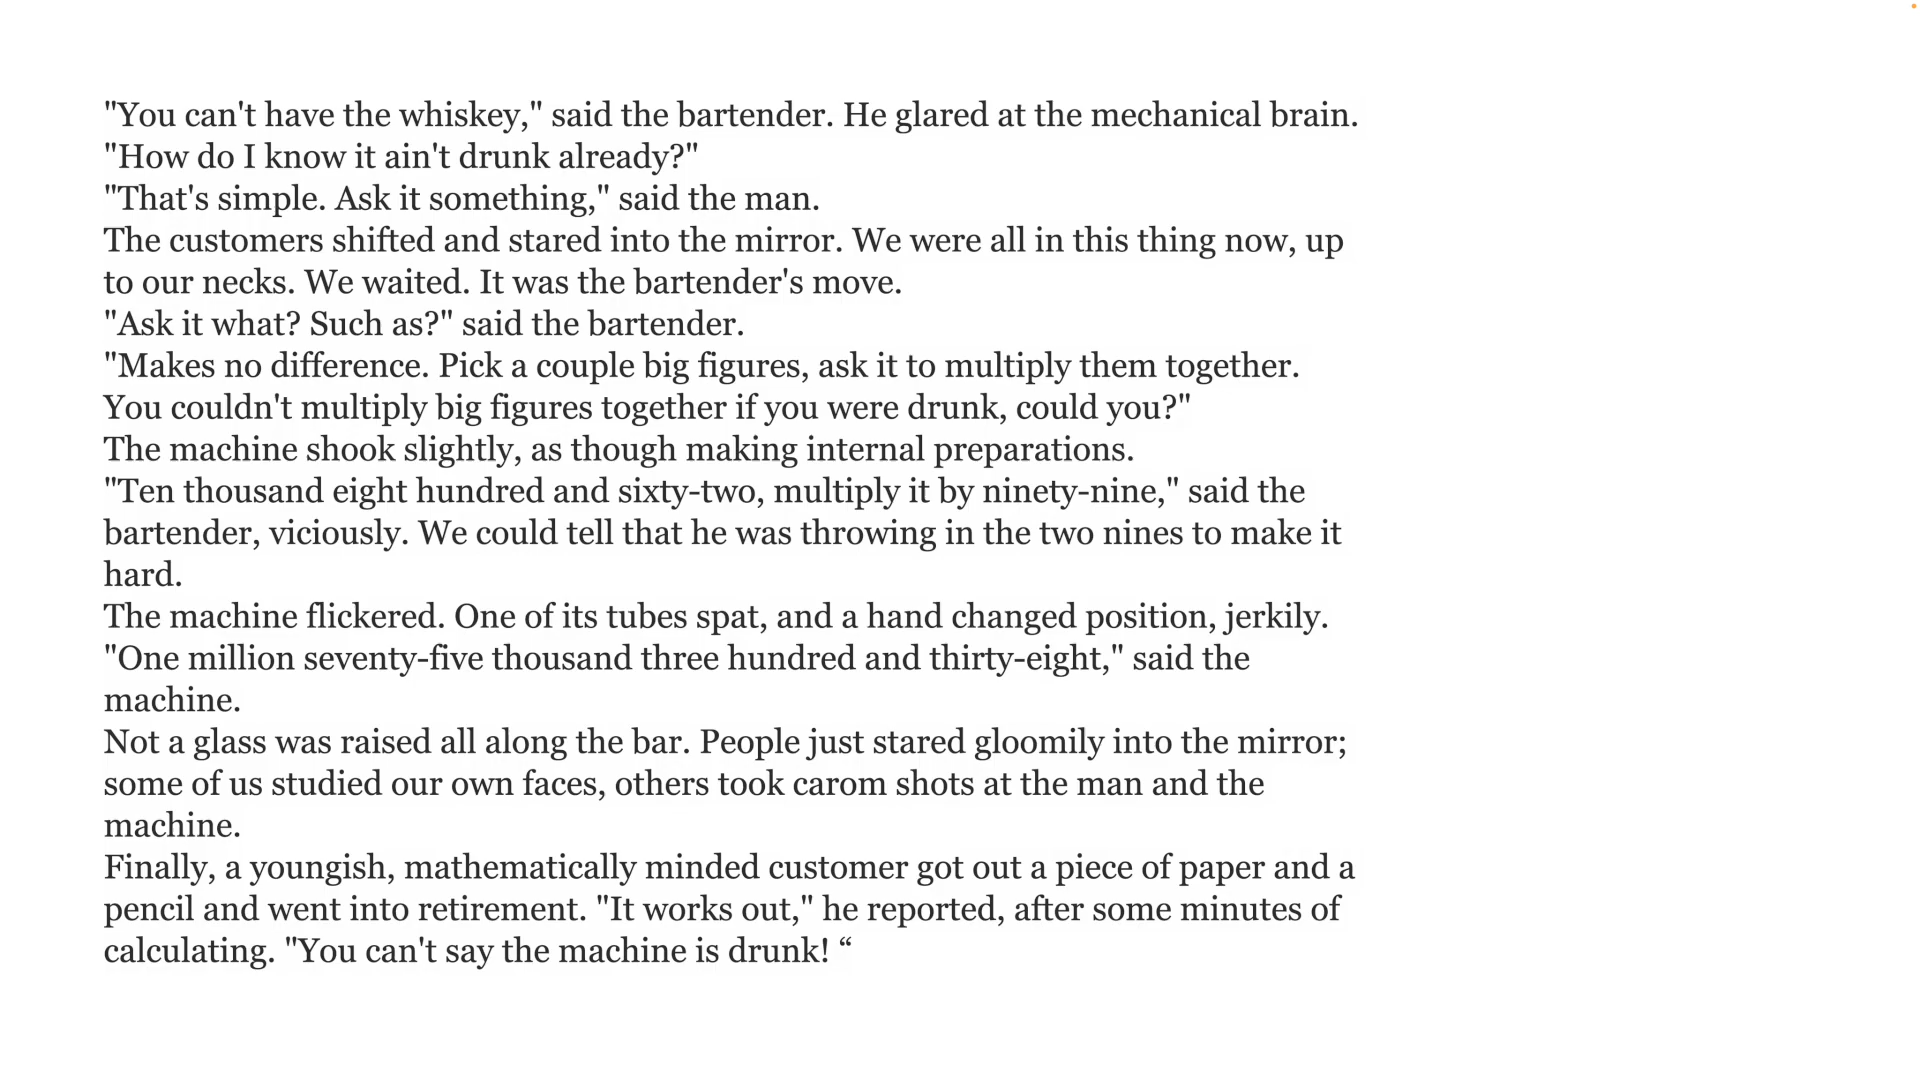 "You can't have the whiskey," said the bartender. He glared at the mechanical brain.
"How do I know it ain't drunk already?"
"That's simple. Ask it something," said the man.
The customers shifted and stared into the mirror. We were all in this thing now, up
to our necks. We waited. It was the bartender's move.
"Ask it what? Such as?" said the bartender.
"Makes no difference. Pick a couple big figures, ask it to multiply them together.
You couldn't multiply big figures together if you were drunk, could you?"
The machine shook slightly, as though making internal preparations.
"Ten thousand eight hundred and sixty-two, multiply it by ninety-nine," said the
bartender, viciously. We could tell that he was throwing in the two nines to make it
hard.
The machine flickered. One of its tubes spat, and a hand changed position, jerkily.
"One million seventy-five thousand three hundred and thirty-eight," said the
machine.
Not a glass was raised all along the bar. People just stared gloomily into the mirror;
some of us studied our own faces, others took carom shots at the man and the
machine.
Finally, a youngish, mathematically minded customer got out a piece of paper and a
pencil and went into retirement. "It works out," he reported, after some minutes of
calculating. "You can't say the machine is drunk! “